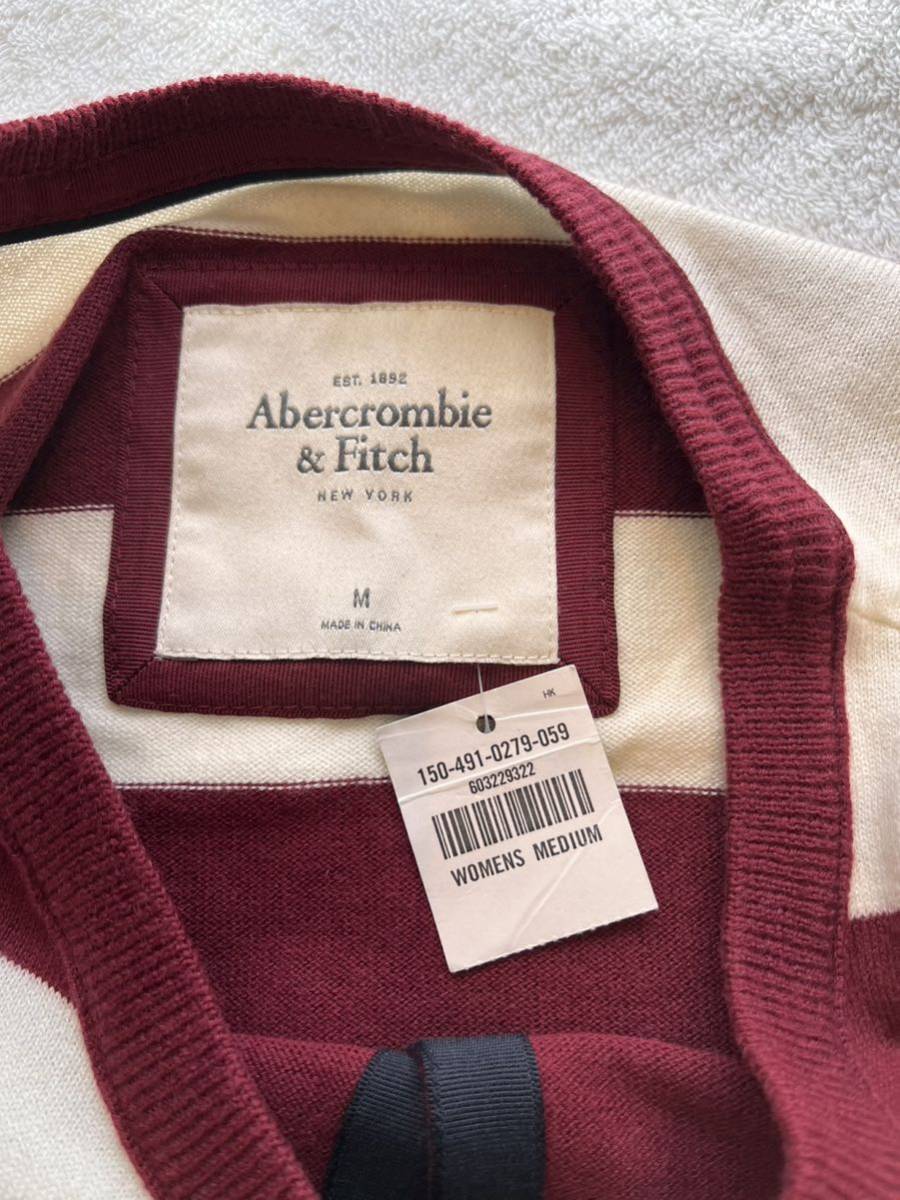 EST. 1892
Abercrombie
& Fitch
NEW YORK
M
MADE IN CHINA
HK
150-491-0279-059
603229322
WOMENS MEDIUM